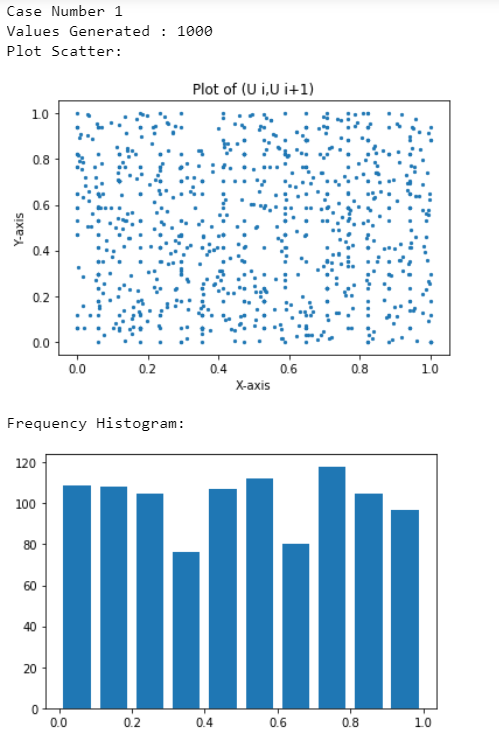 Case Number 1
Values Generated : 1000
Plot Scatter:
Plot of (U i,U i+1)
1.0
0.8
0.6
0.4
0.2
0.0
Y-axis
0.0 0.2 0.4 0.6 0.8 1.0
X-axis
Frequency Histogram:
120
100
80
60
40
20
0
0.0 0.2 0.4 0.6 0.8 1.0